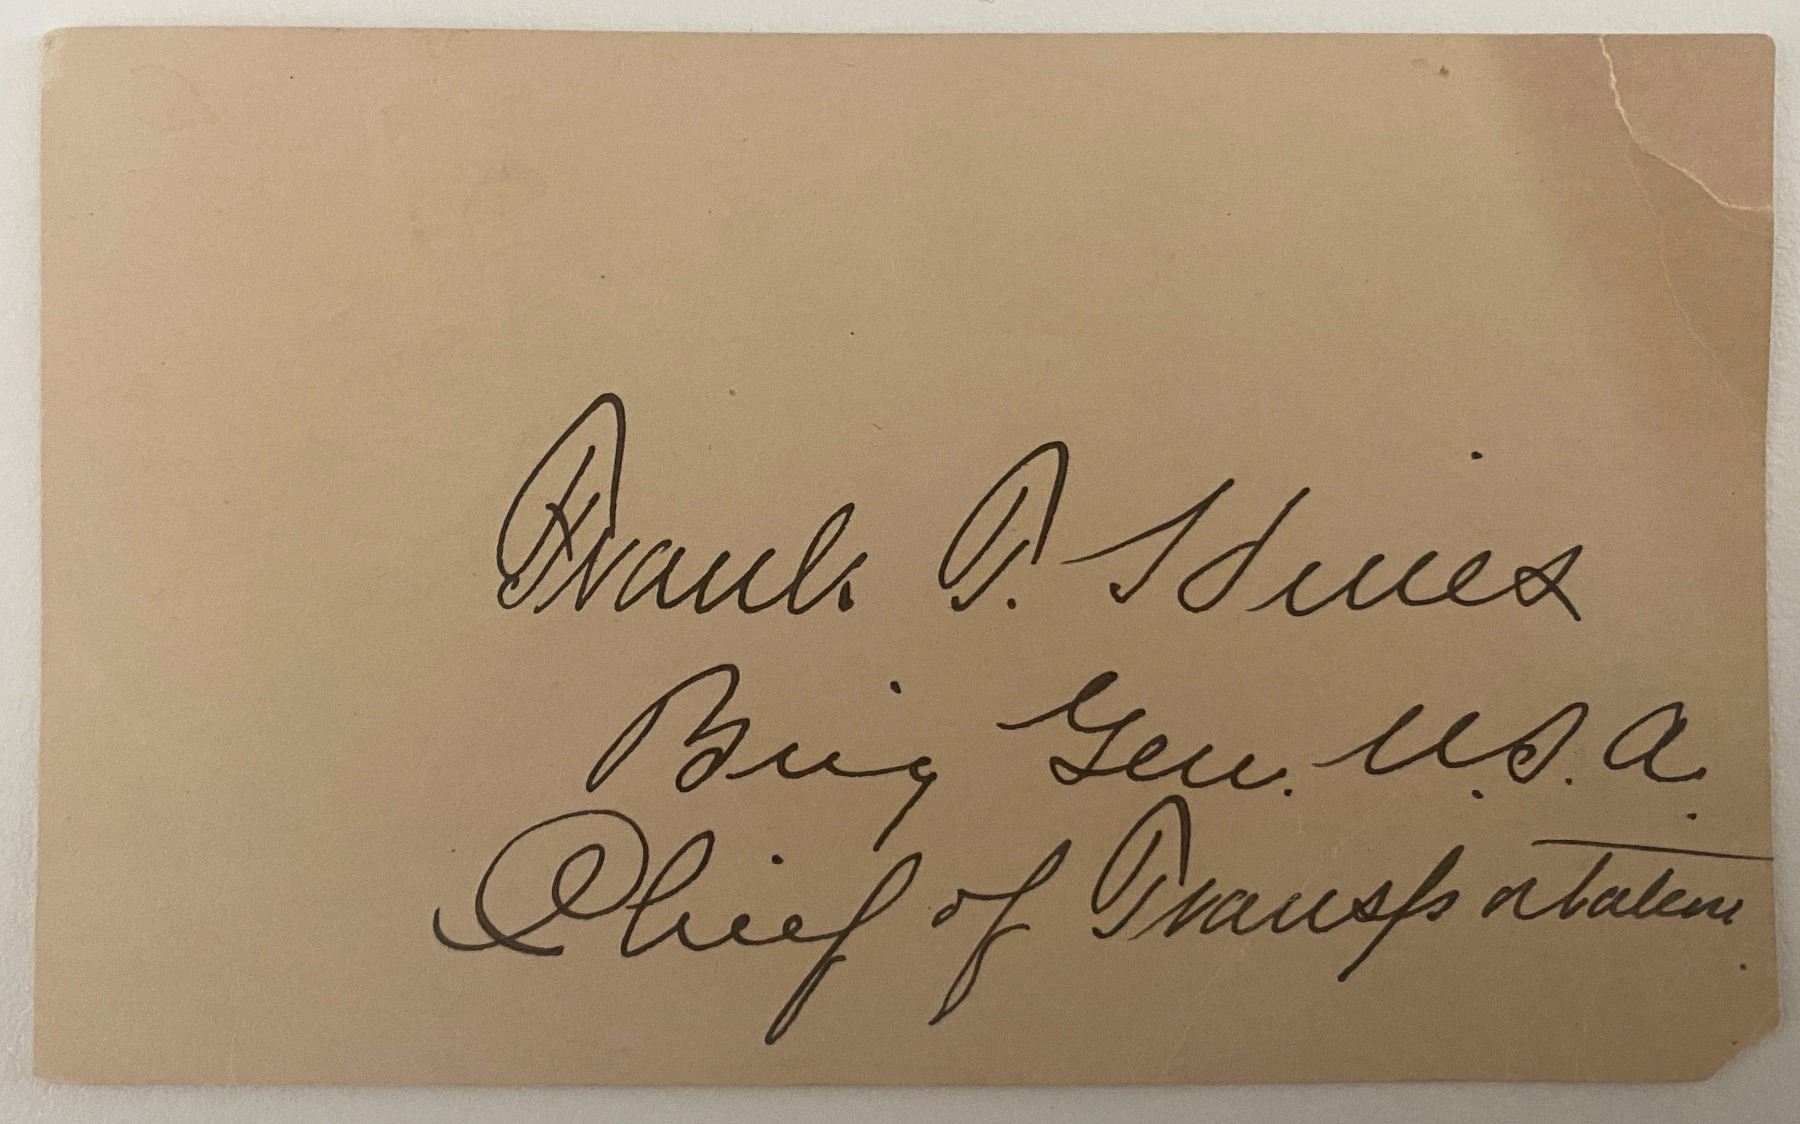 Frank T. Hines
Brig Gen. U.S.A.
Chief of Transportation